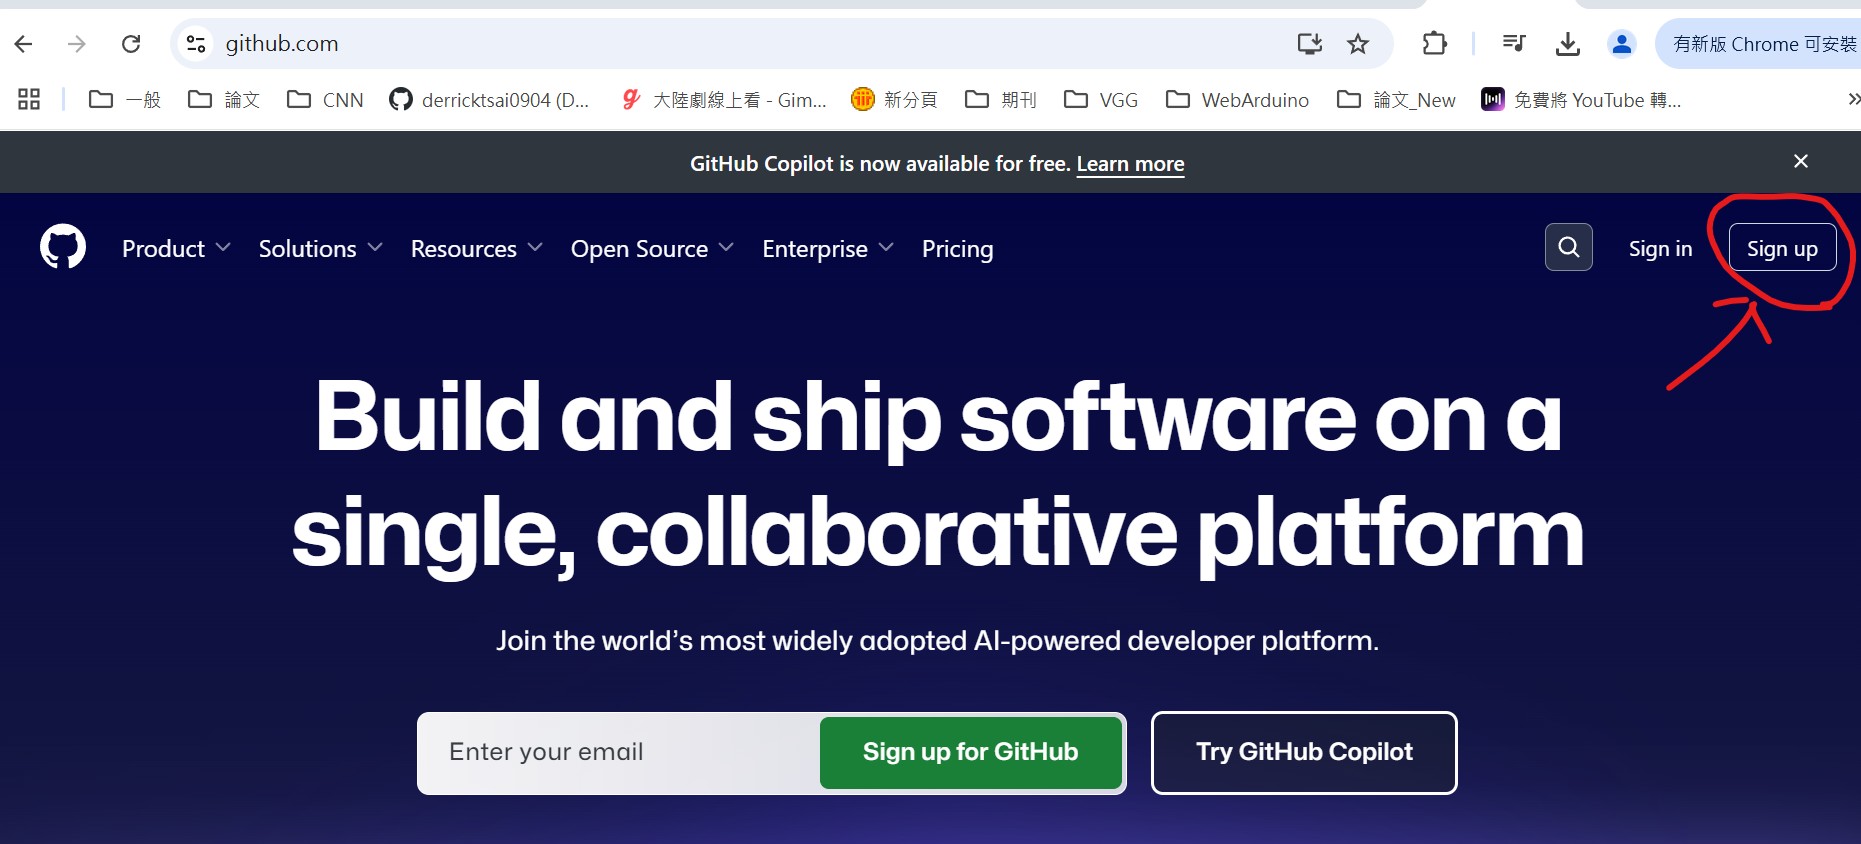 github.com
有新版 Chrome 可安裝
一般
論文
CNN
derricktsai0904 (D...
大陸劇線上看 - Gim...
新分頁
期刊
VGG
WebArduino
論文_New
免費將 YouTube 轉...
GitHub Copilot is now available for free. Learn more
Product
Solutions
Resources
Open Source
Enterprise
Pricing
Sign in
Sign up
Build and ship software on a
single, collaborative platform
Join the world’s most widely adopted AI-powered developer platform.
Enter your email
Sign up for GitHub
Try GitHub Copilot